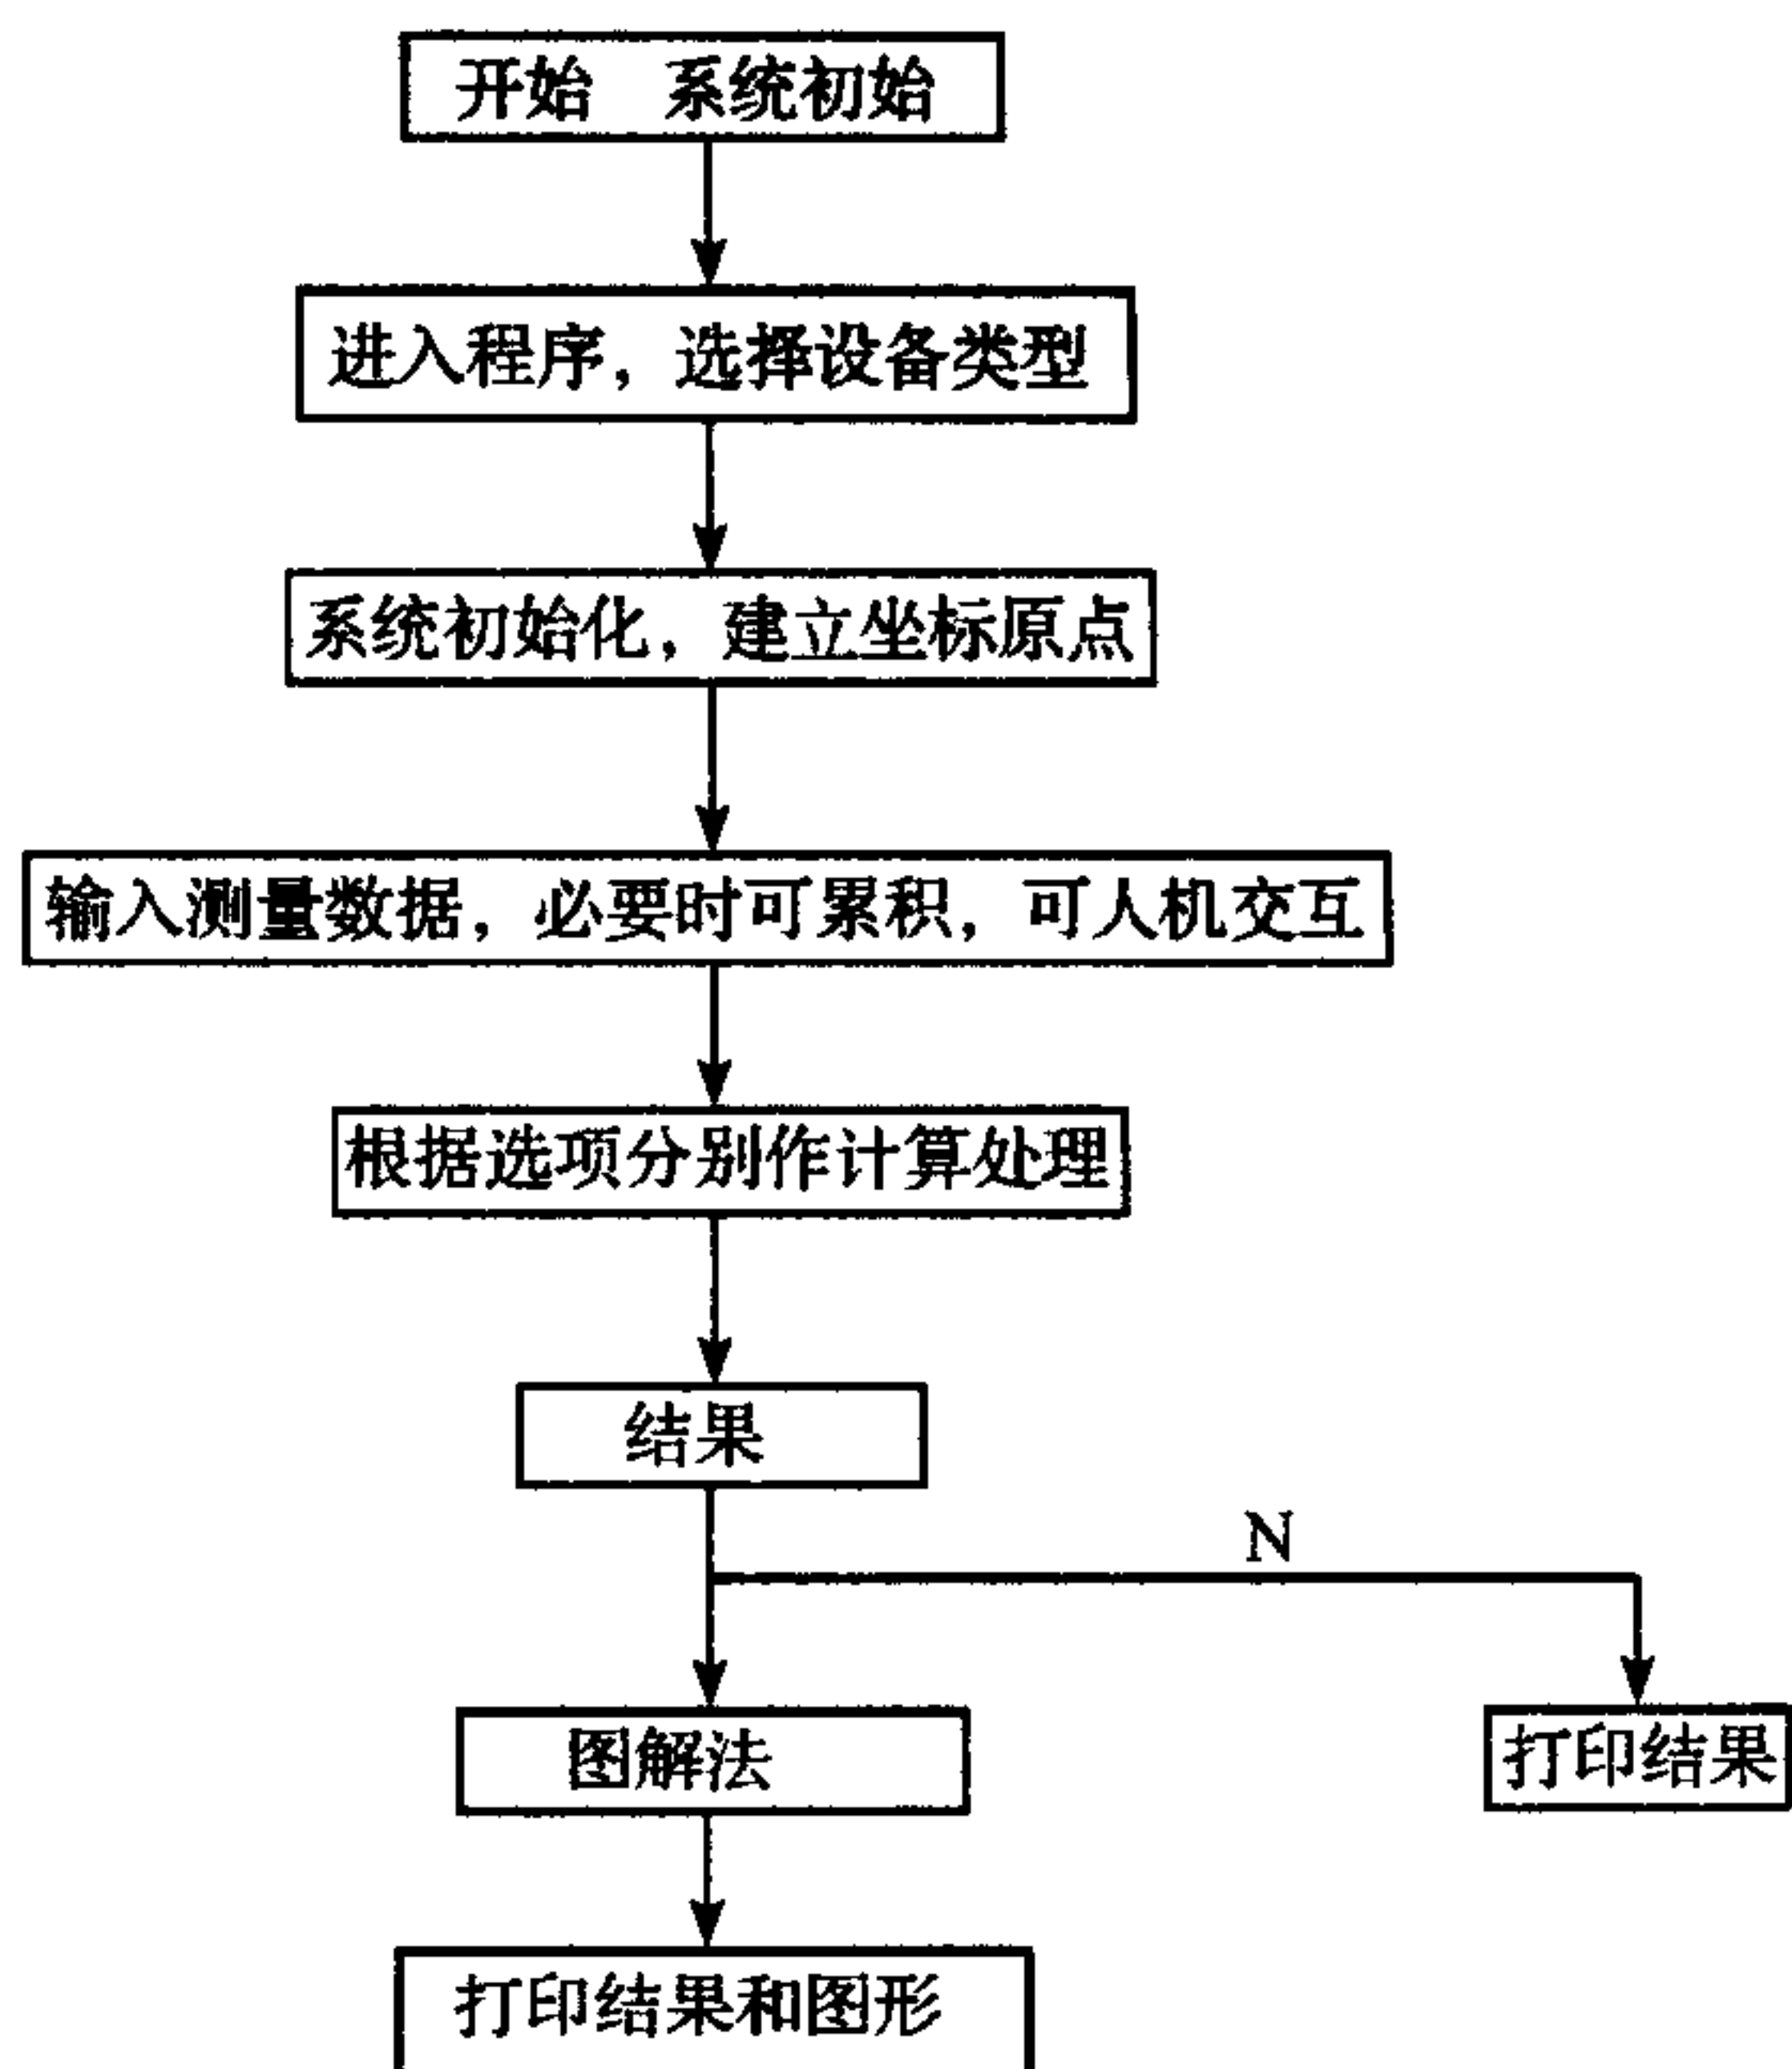 开始 系统初始
进入程序，选择设备类型
系统初始化，建立坐标原点
输入测量数据，必要时可累积，可人机交互
根据选项分别作计算处理
结果
N
图解法
打印结果
打印结果和图形